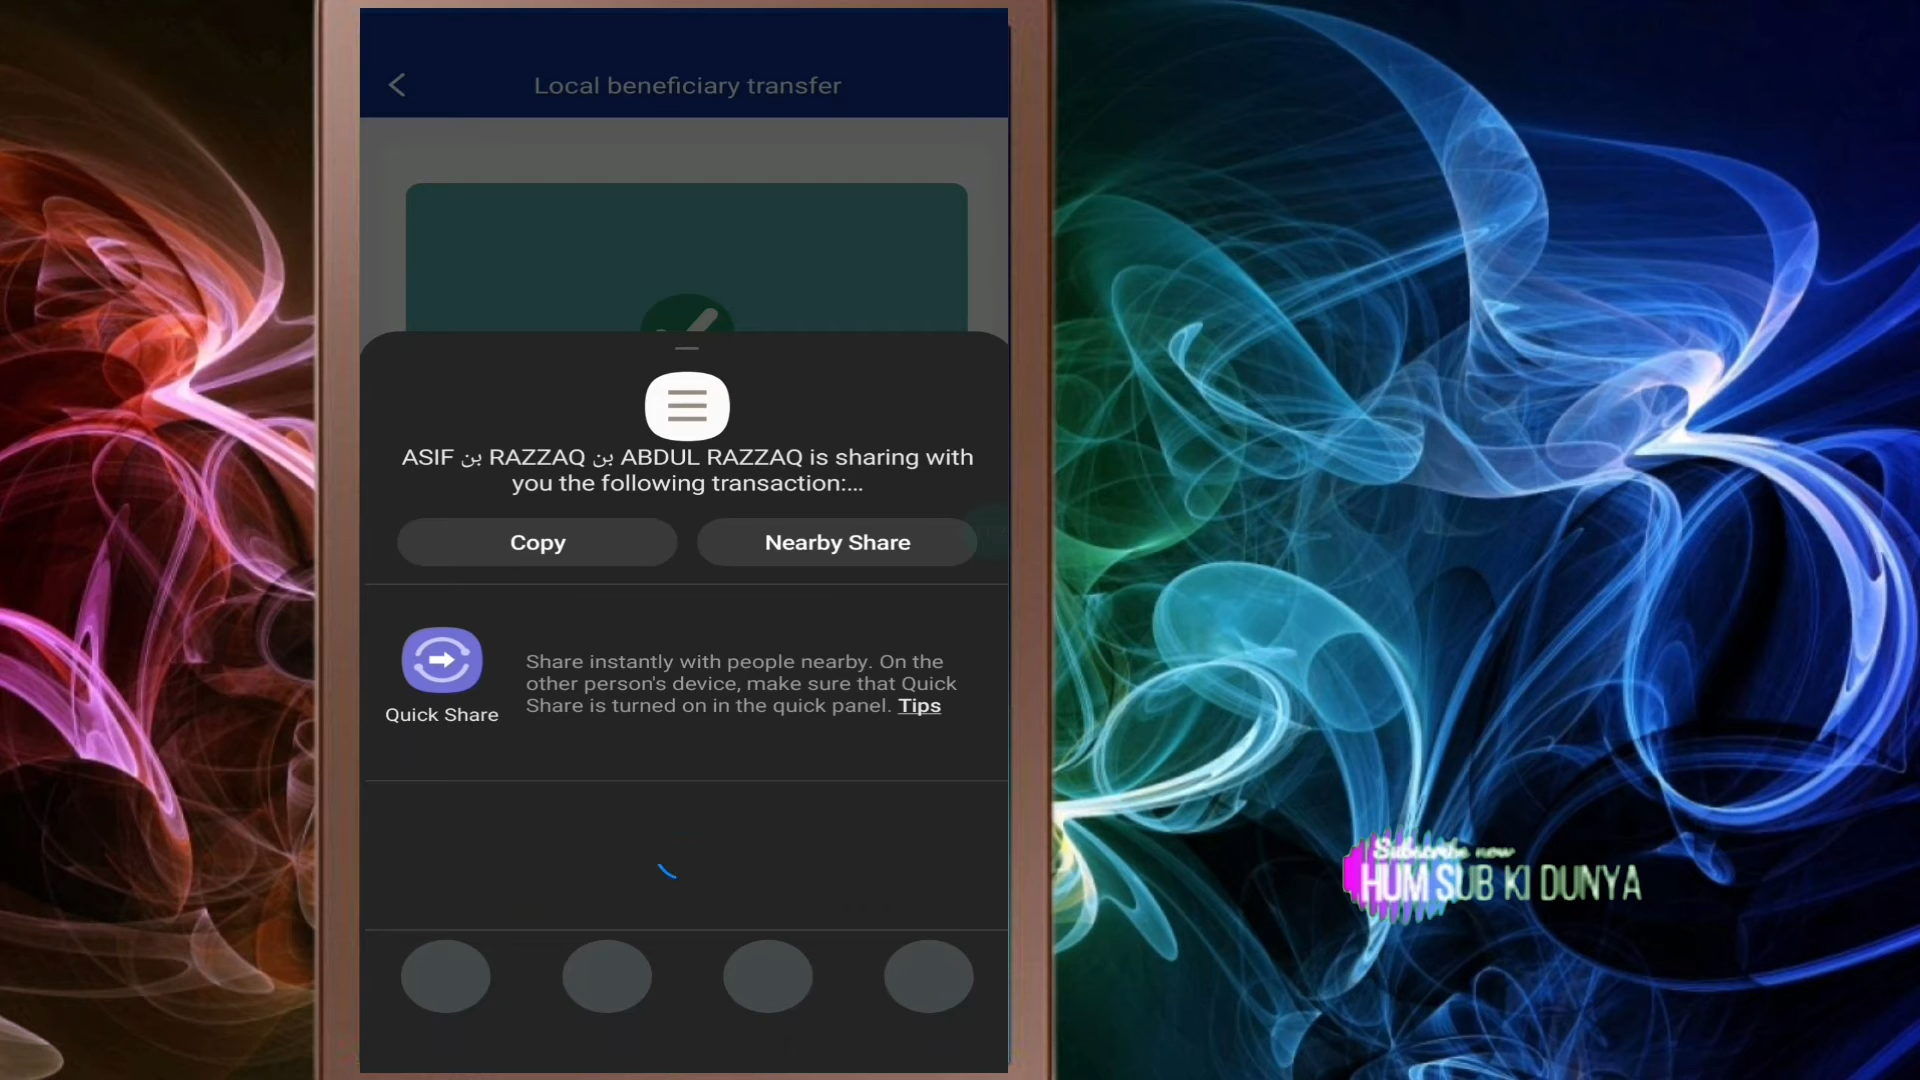 Local beneficiary transfer
ASIF بن RAZZAQ بن ABDUL RAZZAQ is sharing with
you the following transaction:...
Copy
Nearby Share
Share instantly with people nearby. On the
other person's device, make sure that Quick
Share is turned on in the quick panel. Tips
Quick Share
Subscribe now
HUM SUB KI DUNYA